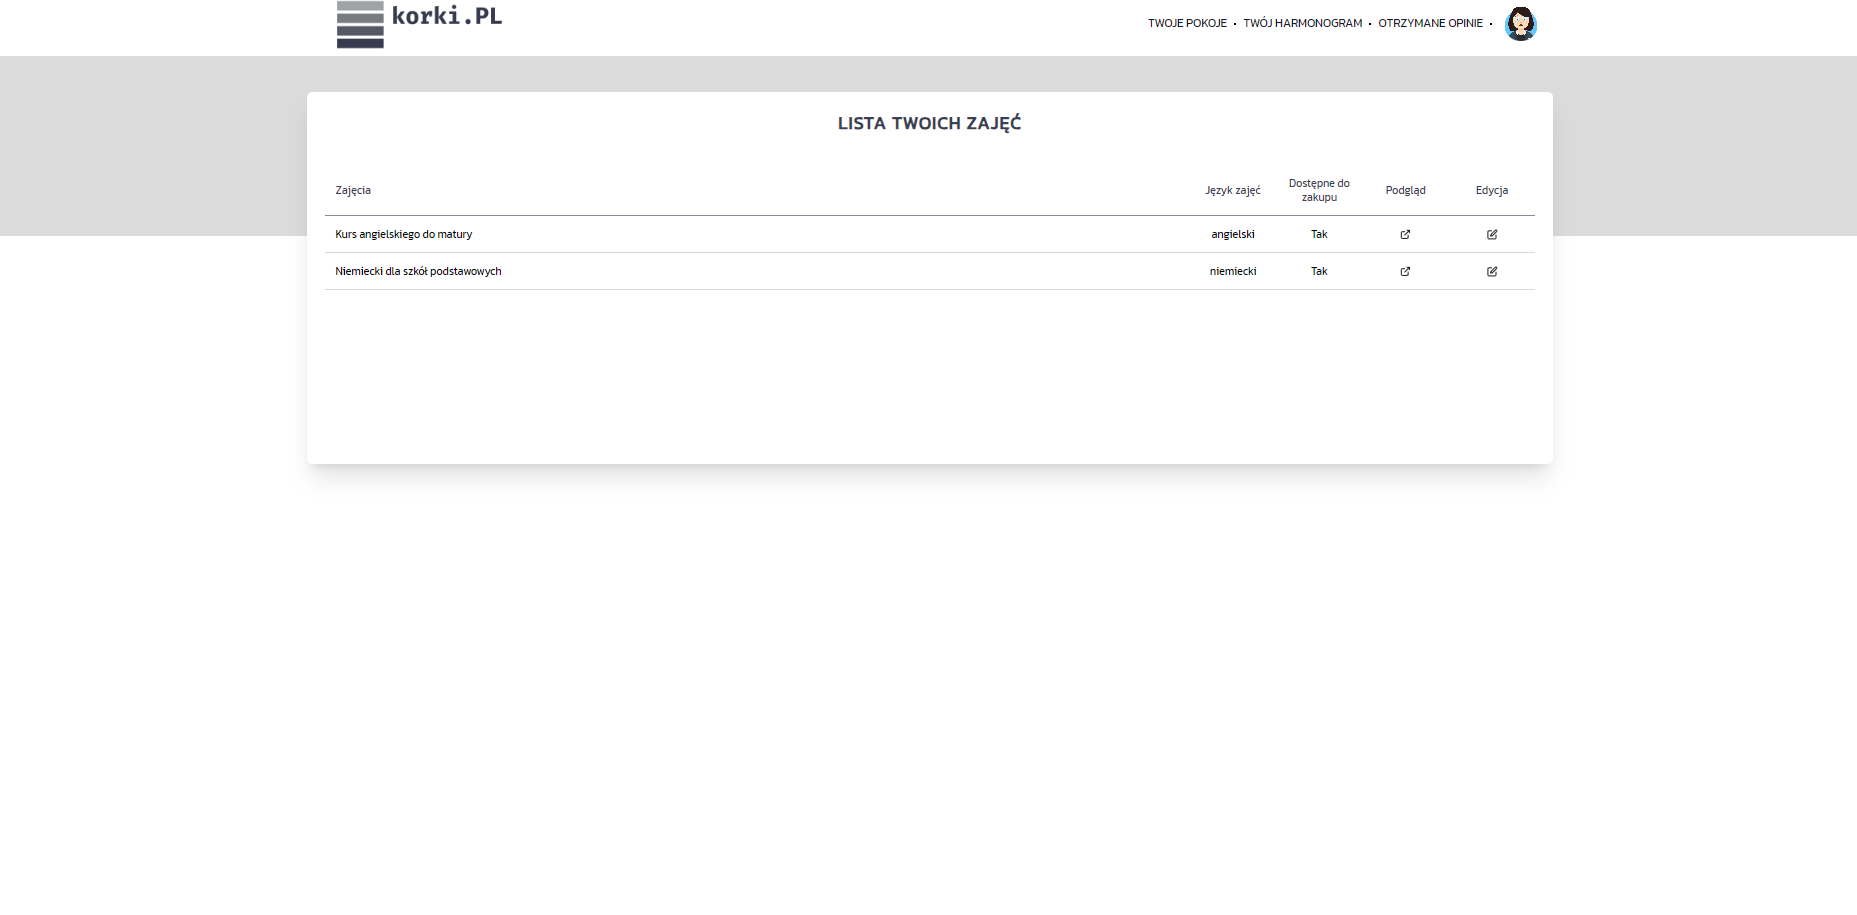 korki.PL
TWOJE POKOJE • TWÓJ HARMONOGRAM • OTRZYMANE OPINIE •
LISTA TWOICH ZAJĘĆ
Zajęcia Język zajęć Dostępne do zakupu Podgląd Edycja
Kurs angielskiego do matury angielski Tak
Niemiecki dla szkół podstawowych niemiecki Tak